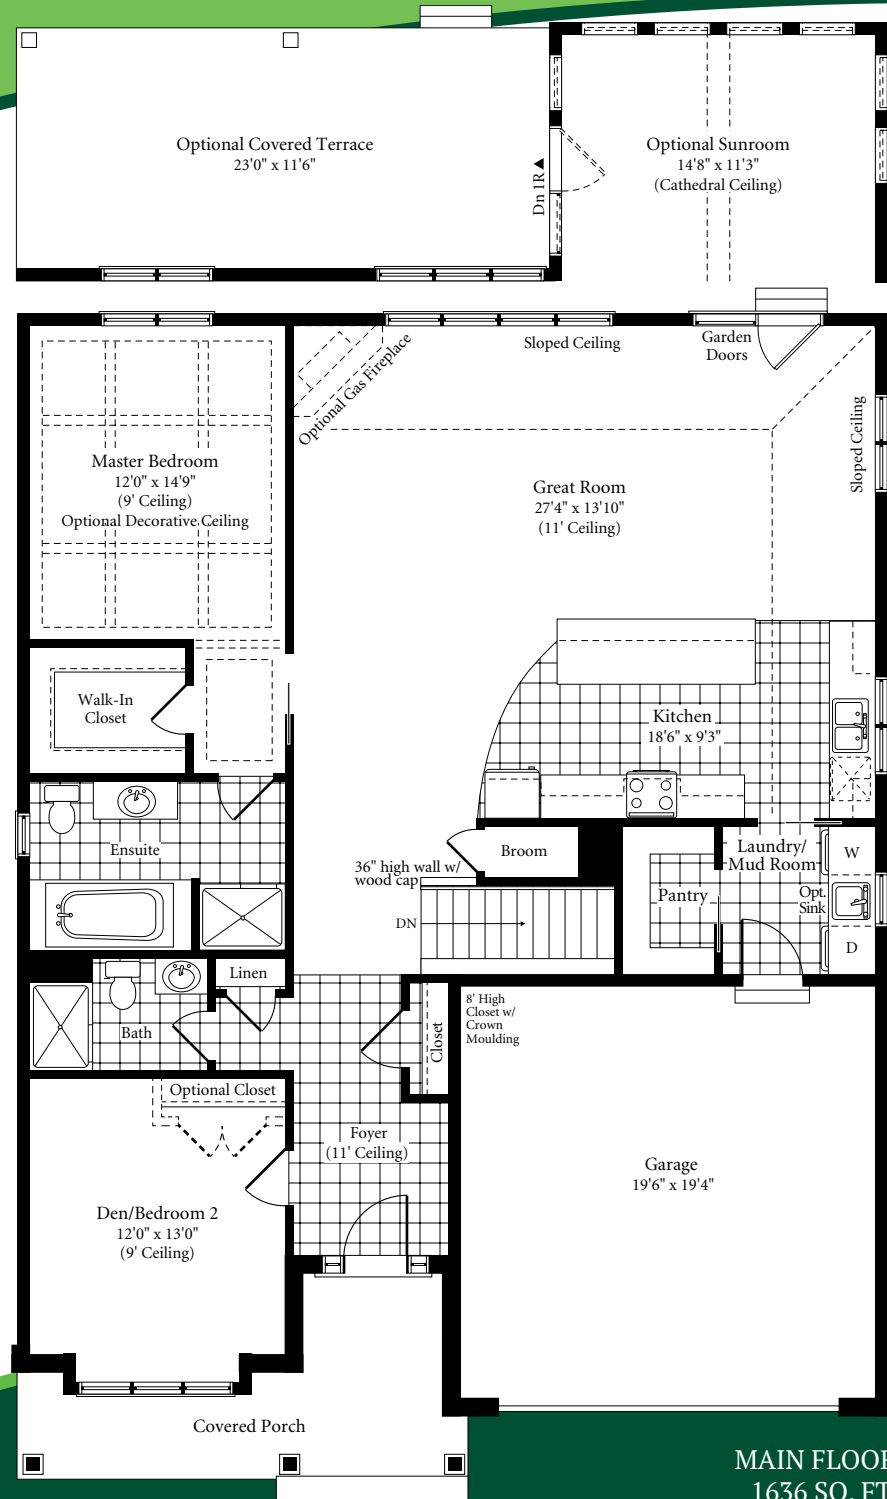 Optional Covered Terrace
23'0" x 11'6"
Dn 1R
Optional Sunroom
14'8" x 11'3"
(Cathedral Ceiling)
Optional Gas Fireplace
Sloped Ceiling
Garden
Doors
Sloped Ceiling
Master Bedroom
12'0" x 14'9"
(9' Ceiling)
Optional Decorative Ceiling
Great Room
27'4" x 13'10"
(11' Ceiling)
Walk-In
Closet
Kitchen
18'6" x 9'3"
Ensuite
Broom
36" high wall w/
wood cap
Laundry/
Mud Room
W
Pantry
Opt.
Sink
DN
D
Linen
Bath
Closet
8' High
Closet w/
Crown
Moulding
Optional Closet
Foyer
(11' Ceiling)
Garage
19'6" x 19'4"
Den/Bedroom 2
12'0" x 13'0"
(9' Ceiling)
Covered Porch
MAIN FLOOR
1636 SQ. FT